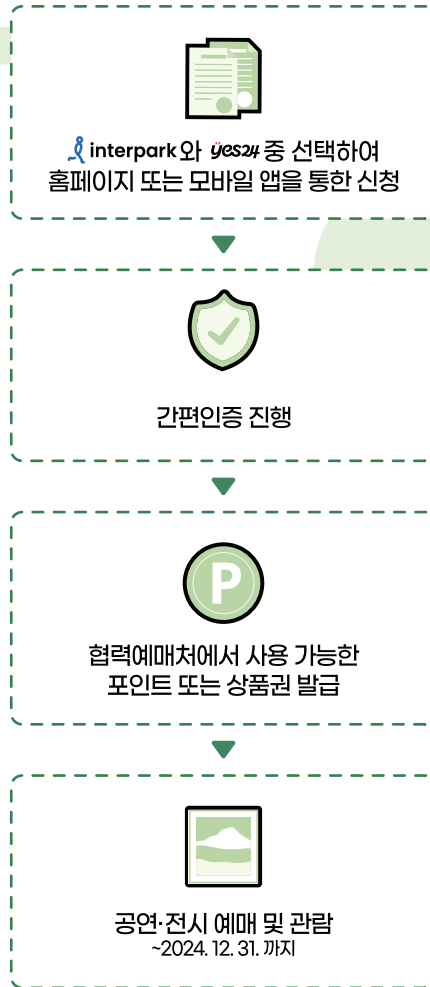 interpark와 yes24 중 선택하여
홈페이지 또는 모바일 앱을 통한 신청
간편인증 진행
P
협력예매처에서 사용 가능한
포인트 또는 상품권 발급
공연·전시 예매 및 관람
~2024. 12. 31. 까지